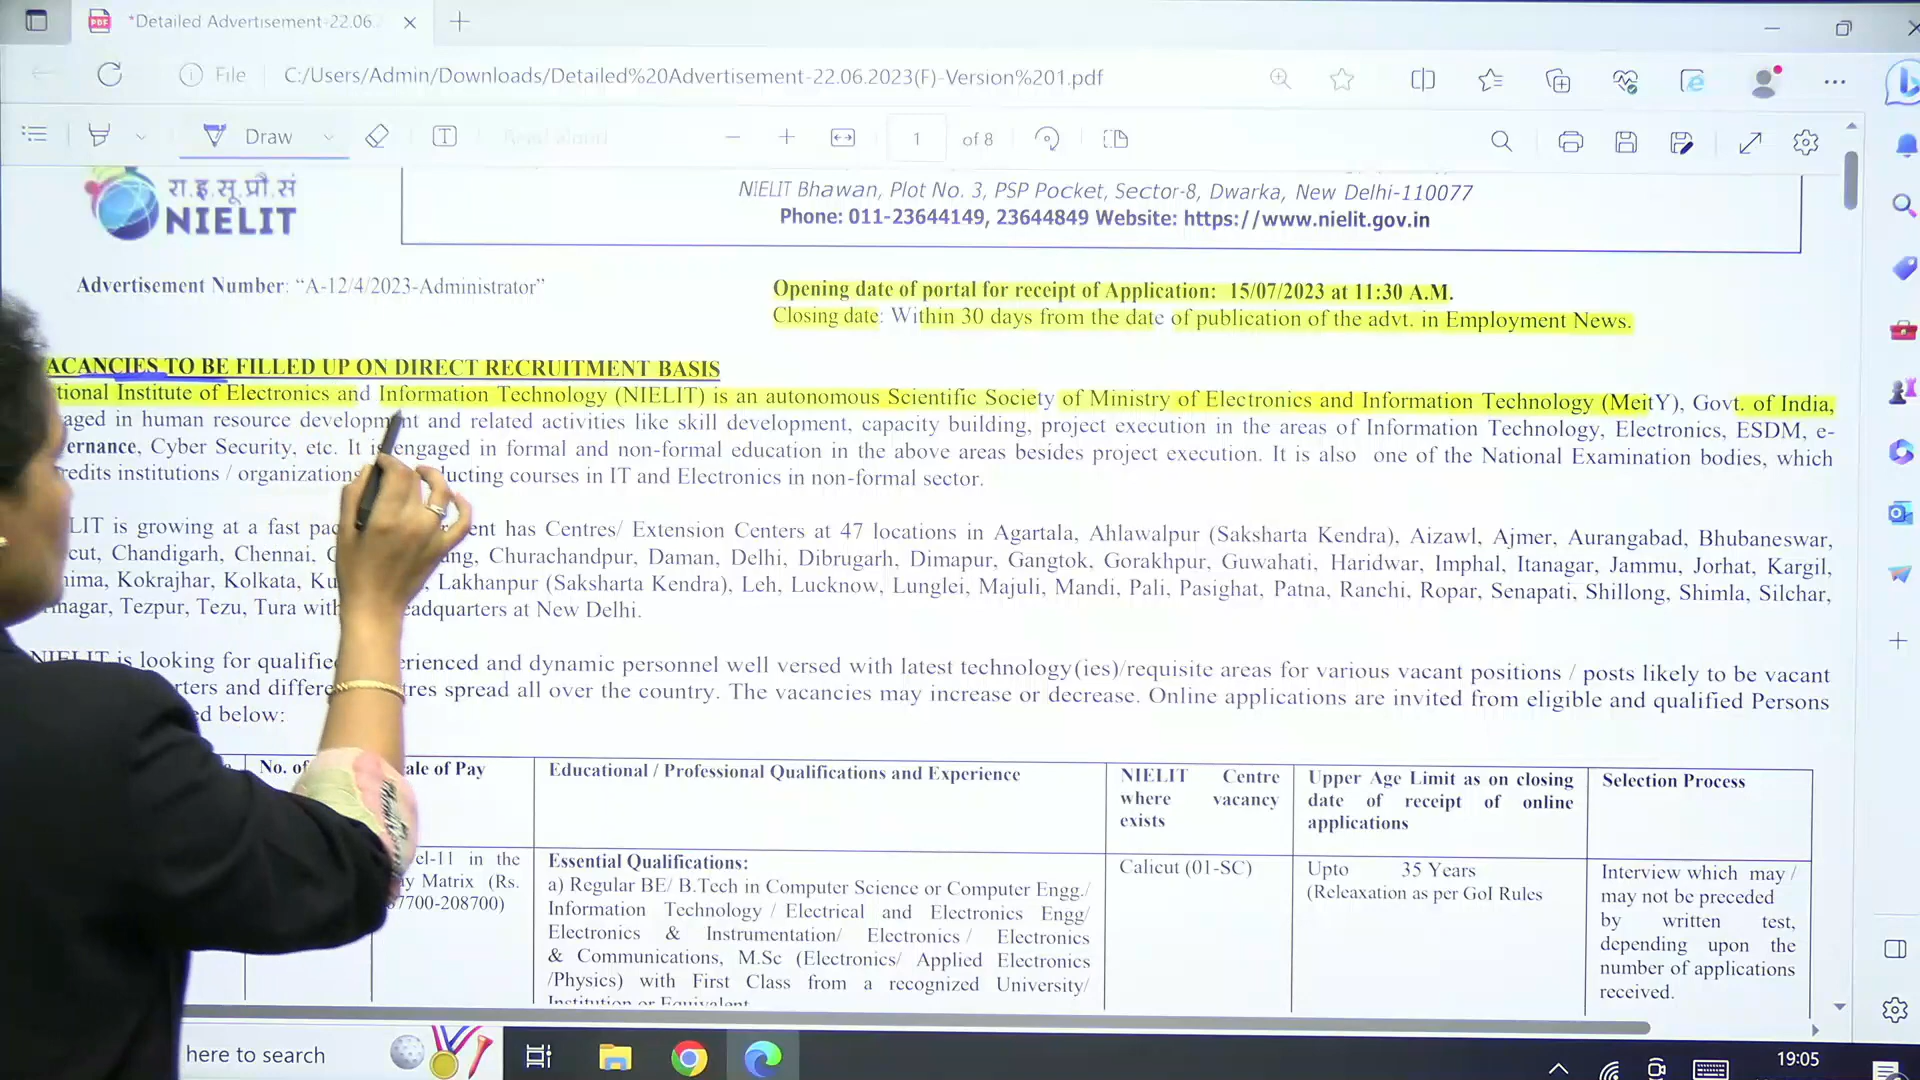 *Detailed Advertisement-22.06
File
C:/Users/Admin/Downloads/Detailed%20Advertisement-22.06.2023(F)-Version%201.pdf
Draw
Read aloud
1 of 8
रा.इ.सू.प्रौ.सं
NIELIT
NIELIT Bhawan, Plot No. 3, PSP Pocket, Sector-8, Dwarka, New Delhi-110077
Phone: 011-23644149, 23644849 Website: https://www.nielit.gov.in
Advertisement Number: “A-12/4/2023-Administrator”
Opening date of portal for receipt of Application: 15/07/2023 at 11:30 A.M.
Closing date: Within 30 days from the date of publication of the advt. in Employment News.
ACANCIES TO BE FILLED UP ON DIRECT RECRUITMENT BASIS
tional Institute of Electronics and Information Technology (NIELIT) is an autonomous Scientific Society of Ministry of Electronics and Information Technology (MeitY), Govt. of India,
aged in human resource development and related activities like skill development, capacity building, project execution in the areas of Information Technology, Electronics, ESDM, e-
ernance, Cyber Security, etc. It is engaged in formal and non-formal education in the above areas besides project execution. It is also one of the National Examination bodies, which
redits institutions / organizations ucting courses in IT and Electronics in non-formal sector.
LIT is growing at a fast pac ent has Centres/ Extension Centers at 47 locations in Agartala, Ahlawalpur (Saksharta Kendra), Aizawl, Ajmer, Aurangabad, Bhubaneswar,
cut, Chandigarh, Chennai, C ang, Churachandpur, Daman, Delhi, Dibrugarh, Dimapur, Gangtok, Gorakhpur, Guwahati, Haridwar, Imphal, Itanagar, Jammu, Jorhat, Kargil,
hima, Kokrajhar, Kolkata, Ku Lakhanpur (Saksharta Kendra), Leh, Lucknow, Lunglei, Majuli, Mandi, Pali, Pasighat, Patna, Ranchi, Ropar, Senapati, Shillong, Shimla, Silchar,
inagar, Tezpur, Tezu, Tura with eadquarters at New Delhi.
NIELIT is looking for qualified erienced and dynamic personnel well versed with latest technology(ies)/requisite areas for various vacant positions / posts likely to be vacant
rters and differe tres spread all over the country. The vacancies may increase or decrease. Online applications are invited from eligible and qualified Persons
ed below:
No. of
ale of Pay
Educational / Professional Qualifications and Experience
NIELIT Centre
where vacancy
exists
Upper Age Limit as on closing
date of receipt of online
applications
Selection Process
el-11 in the
y Matrix (Rs.
67700-208700)
Essential Qualifications:
a) Regular BE/ B.Tech in Computer Science or Computer Engg./
Information Technology / Electrical and Electronics Engg/
Electronics & Instrumentation/ Electronics / Electronics
& Communications, M.Sc (Electronics/ Applied Electronics
/Physics) with First Class from a recognized University/
Institution or Equivalent
Calicut (01-SC)
Upto 35 Years
(Releaxation as per GoI Rules
Interview which may /
may not be preceded
by written test,
depending upon the
number of applications
received.
here to search
19:05